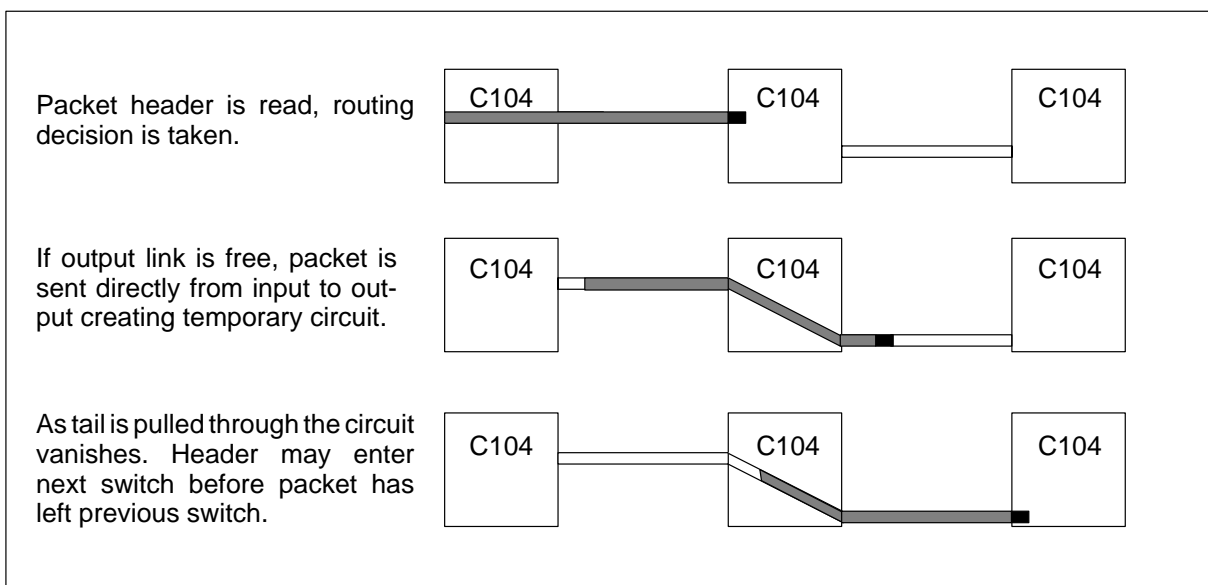 Packet header is read, routing
decision is taken.
C104
C104
C104
If output link is free, packet is
sent directly from input to out-
put creating temporary circuit.
C104
C104
C104
As tail is pulled through the circuit
vanishes. Header may enter
next switch before packet has
left previous switch.
C104
C104
C104